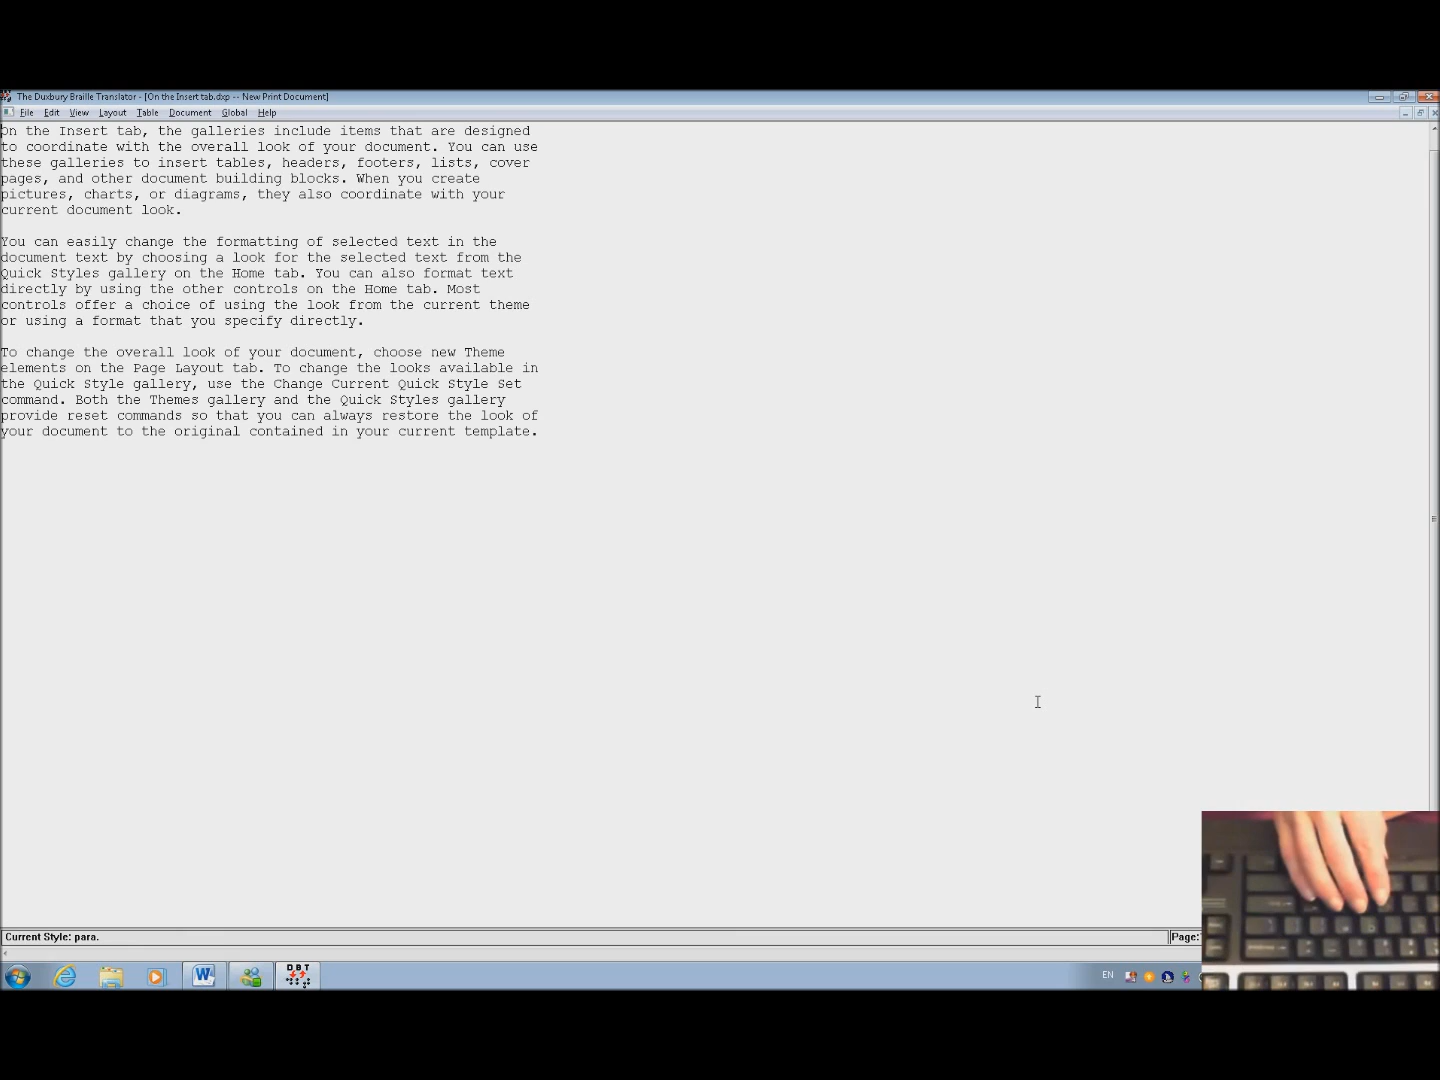 The Duxbury Braille Translator - [On the Insert tab.dxp -- New Print Document]
File Edit View Layout Table Document Global Help
On the Insert tab, the galleries include items that are designed
to coordinate with the overall look of your document. You can use
these galleries to insert tables, headers, footers, lists, cover
pages, and other document building blocks. When you create
pictures, charts, or diagrams, they also coordinate with your
current document look.
You can easily change the formatting of selected text in the
document text by choosing a look for the selected text from the
Quick Styles gallery on the Home tab. You can also format text
directly by using the other controls on the Home tab. Most
controls offer a choice of using the look from the current theme
or using a format that you specify directly.
To change the overall look of your document, choose new Theme
elements on the Page Layout tab. To change the looks available in
the Quick Style gallery, use the Change Current Quick Style Set
command. Both the Themes gallery and the Quick Styles gallery
provide reset commands so that you can always restore the look of
your document to the original contained in your current template.
Current Style: para.
Page:
W
DBT
EN